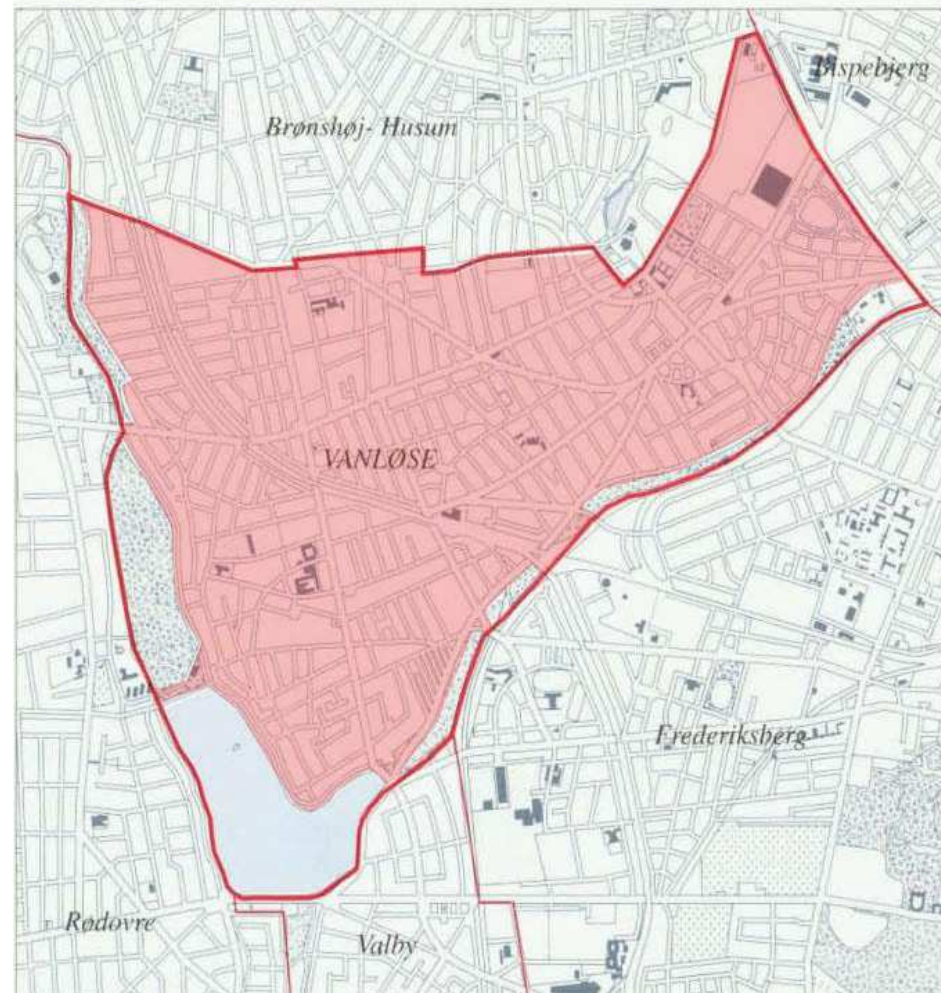 Bispebjerg
Brønshøj- Husum
VANLØSE
Frederiksberg
Rødovre
Valby